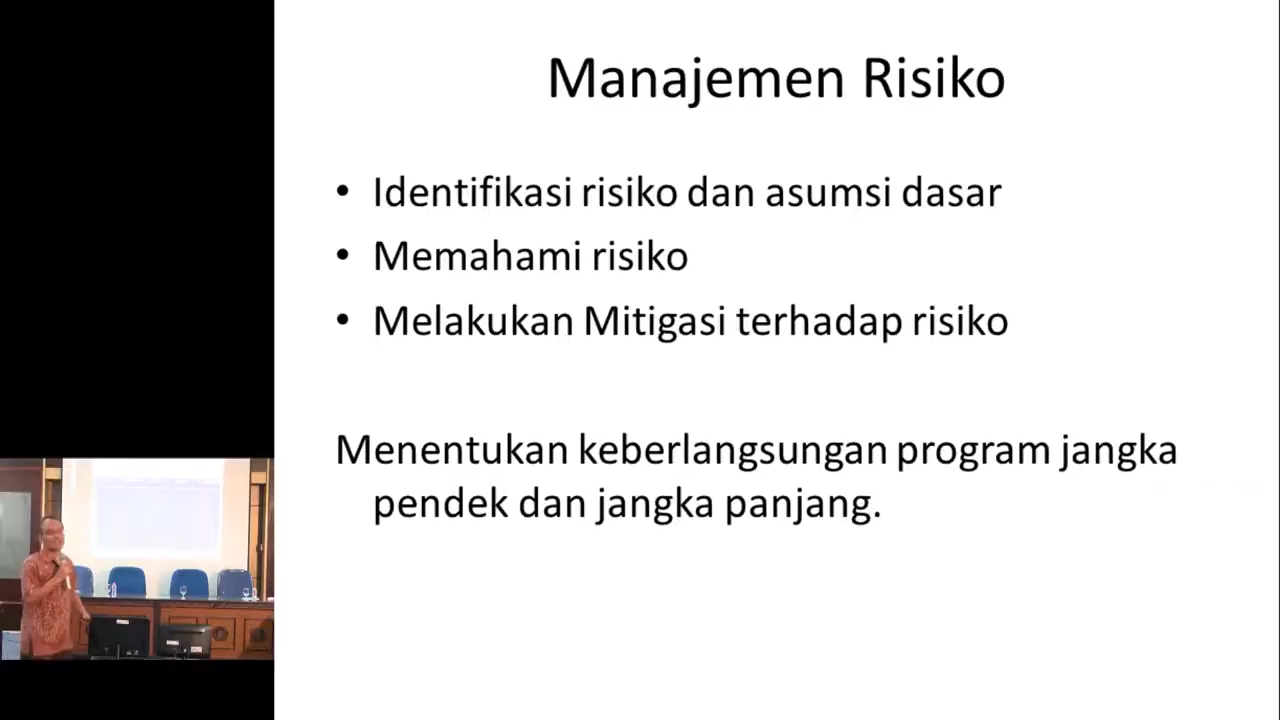 Manajemen Risiko
• Identifikasi risiko dan asumsi dasar
• Memahami risiko
• Melakukan Mitigasi terhadap risiko
Menentukan keberlangsungan program jangka
pendek dan jangka panjang.